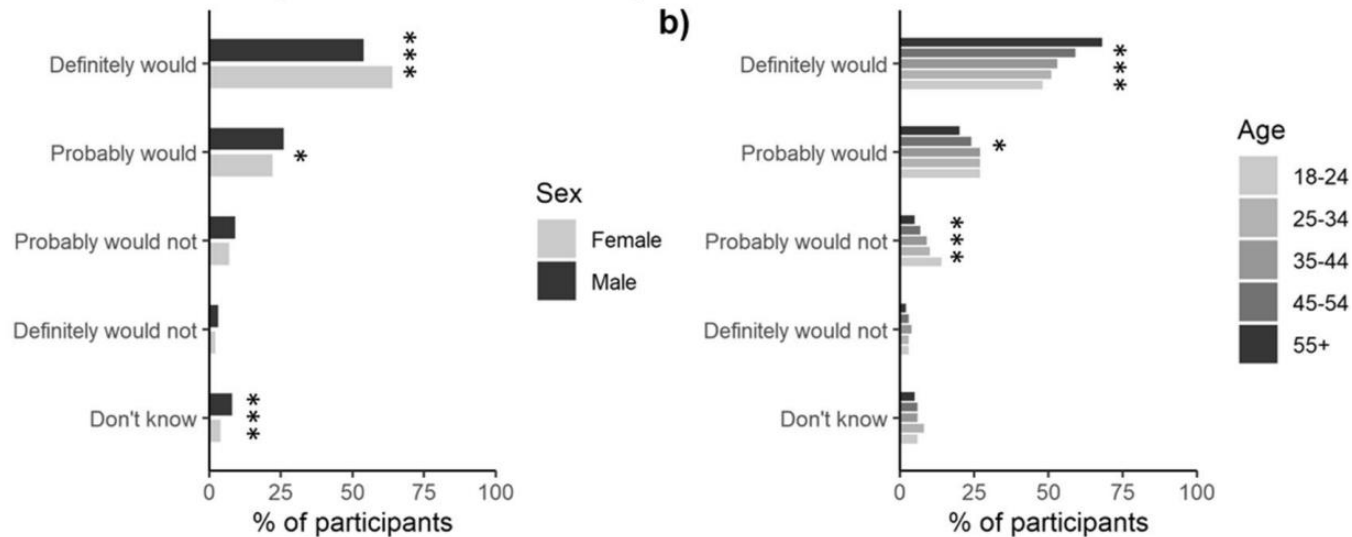 Definitely would
Probably would
Probably would not
Definitely would not
Don't know
***
*
***
0 25 50 75 100
% of participants
Sex
Female
Male
b)
Definitely would
Probably would
Probably would not
Definitely would not
Don't know
***
*
***
0 25 50 75 100
% of participants
Age
18-24
25-34
35-44
45-54
55+